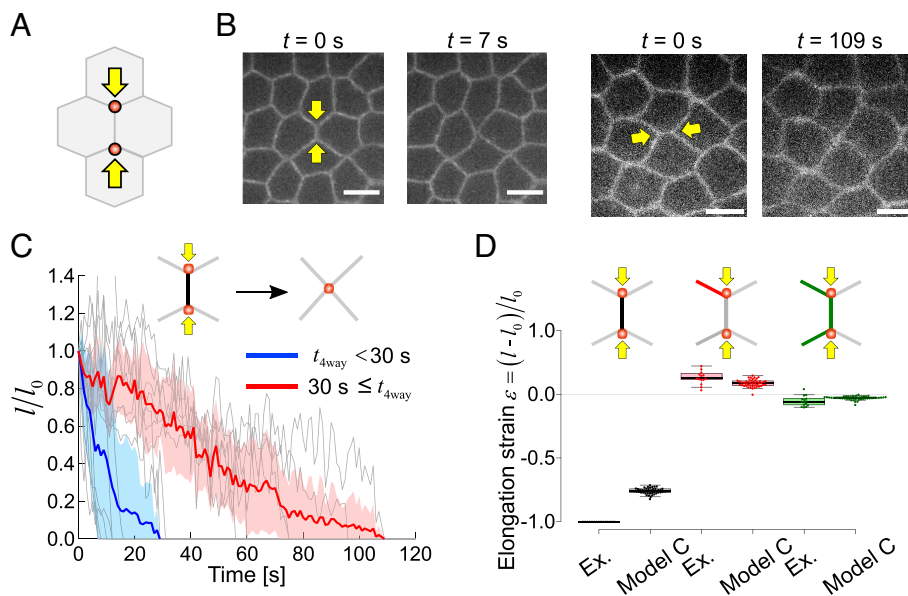 A
B
t = 0 s
t = 7 s
t = 0 s
t = 109 s
C
1.4
1.2
1.0
0.8
0.6
0.4
0.2
0.0
l/l0
0 20 40 60 80 100 120
Time [s]
t4way < 30 s
30 s ≤ t4way
D
Elongation strain ε = (l - l0)/l0
1.0
0.0
-0.5
-1.0
Ex.
Model C
Ex.
Model C
Ex.
Model C